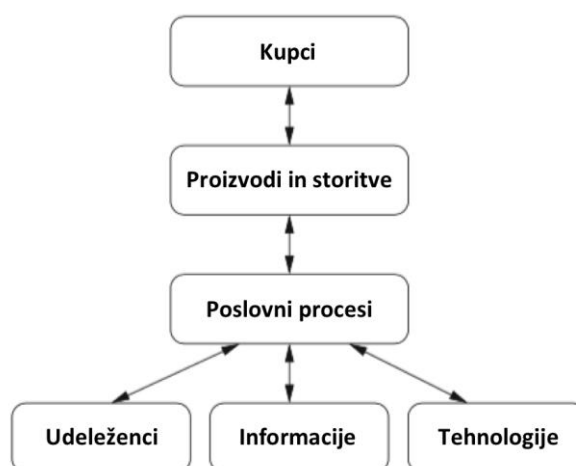 Kupci
Proizvodi in storitve
Poslovni procesi
Udeleženci
Informacije
Tehnologije